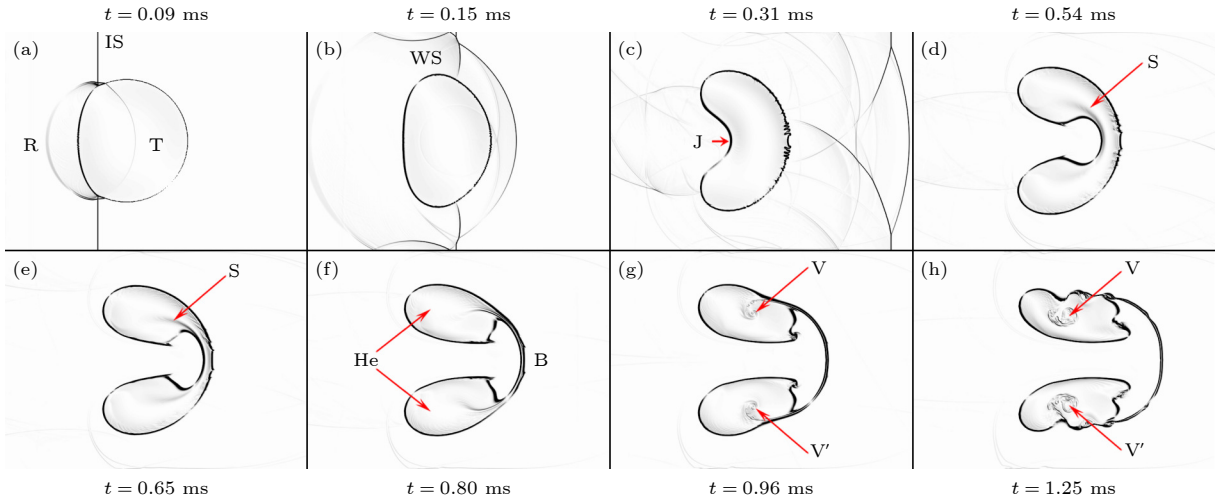 t = 0.09 ms
t = 0.15 ms
t = 0.31 ms
t = 0.54 ms
(a)
IS
R
T
(b)
WS
(c)
J
(d)
S
(e)
S
(f)
He
B
(g)
V
V′
(h)
V
V′
t = 0.65 ms
t = 0.80 ms
t = 0.96 ms
t = 1.25 ms